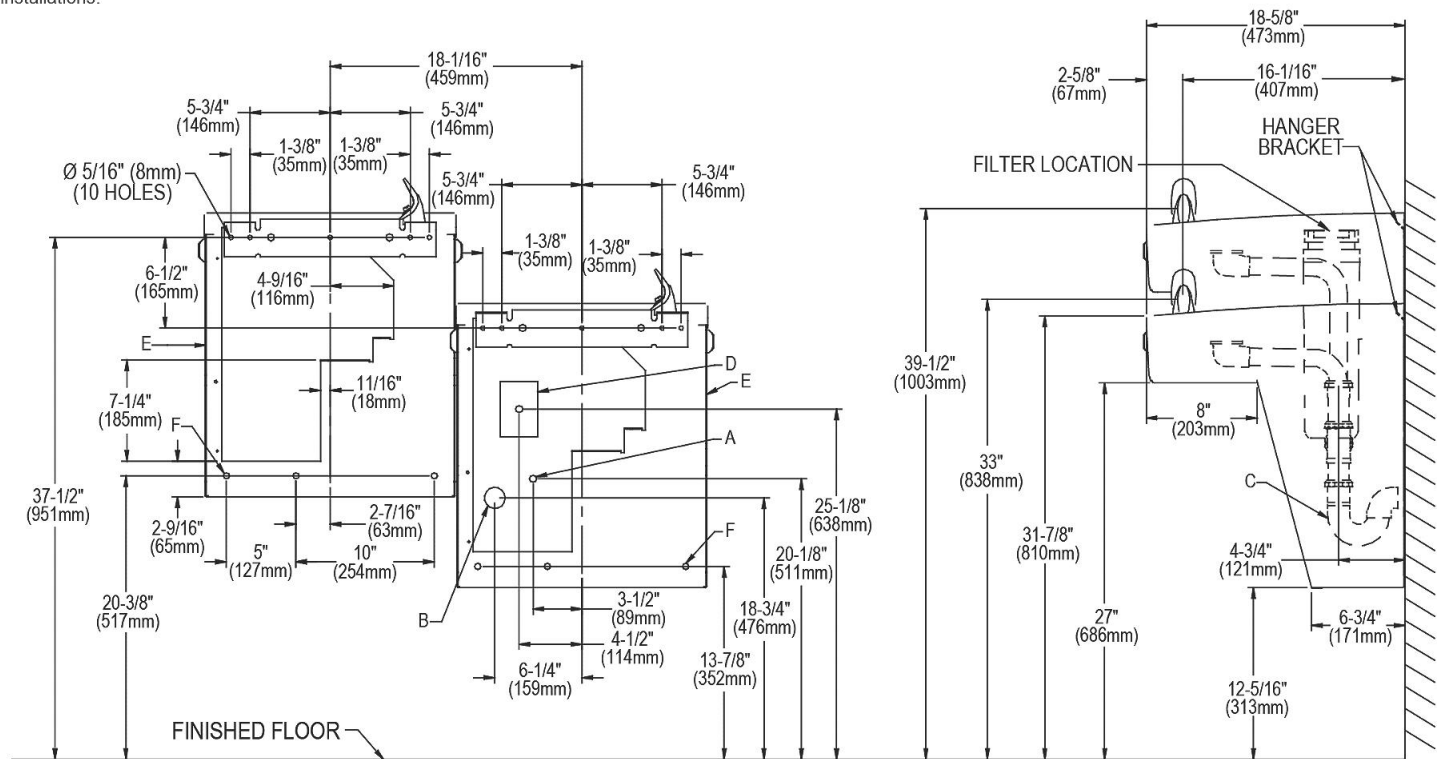 installations.
18-1/16"
(459mm)
5-3/4"
(146mm)
5-3/4"
(146mm)
1-3/8"
(35mm)
1-3/8"
(35mm)
Ø 5/16" (8mm)
(10 HOLES)
5-3/4"
(146mm)
5-3/4"
(146mm)
1-3/8"
(35mm)
1-3/8"
(35mm)
6-1/2"
(165mm)
4-9/16"
(116mm)
E
D
E
11/16"
(18mm)
7-1/4"
(185mm)
F
A
37-1/2"
(951mm)
2-9/16"
(65mm)
2-7/16"
(63mm)
5"
(127mm)
10"
(254mm)
25-1/8"
(638mm)
20-1/8"
(511mm)
F
20-3/8"
(517mm)
B
3-1/2"
(89mm)
18-3/4"
(476mm)
4-1/2"
(114mm)
6-1/4"
(159mm)
13-7/8"
(352mm)
FINISHED FLOOR
18-5/8"
(473mm)
2-5/8"
(67mm)
16-1/16"
(407mm)
HANGER
BRACKET
FILTER LOCATION
39-1/2"
(1003mm)
8"
(203mm)
33"
(838mm)
C
31-7/8"
(810mm)
4-3/4"
(121mm)
27"
(686mm)
6-3/4"
(171mm)
12-5/16"
(313mm)